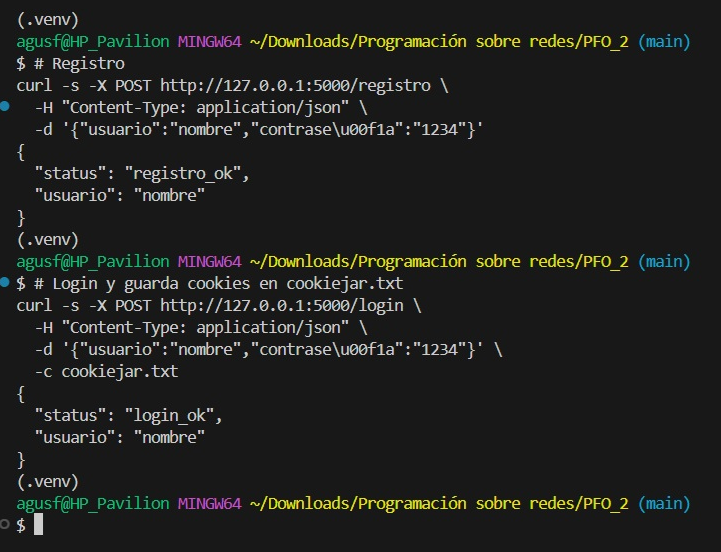 (.venv)
agusf@HP_Pavilion MINGW64 ~/Downloads/Programación sobre redes/PFO_2 (main)
$ # Registro
curl -s -X POST http://127.0.0.1:5000/registro \
  -H "Content-Type: application/json" \
  -d '{"usuario":"nombre","contrase\u00f1a":"1234"}'
{
  "status": "registro_ok",
  "usuario": "nombre"
}
(.venv)
agusf@HP_Pavilion MINGW64 ~/Downloads/Programación sobre redes/PFO_2 (main)
$ # Login y guarda cookies en cookiejar.txt
curl -s -X POST http://127.0.0.1:5000/login \
  -H "Content-Type: application/json" \
  -d '{"usuario":"nombre","contrase\u00f1a":"1234"}' \
  -c cookiejar.txt
{
  "status": "login_ok",
  "usuario": "nombre"
}
(.venv)
agusf@HP_Pavilion MINGW64 ~/Downloads/Programación sobre redes/PFO_2 (main)
$